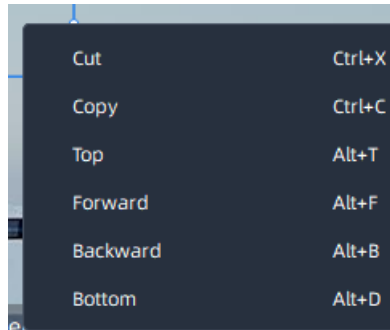 Cut Ctrl+X
Copy Ctrl+C
Top Alt+T
Forward Alt+F
Backward Alt+B
Bottom Alt+D